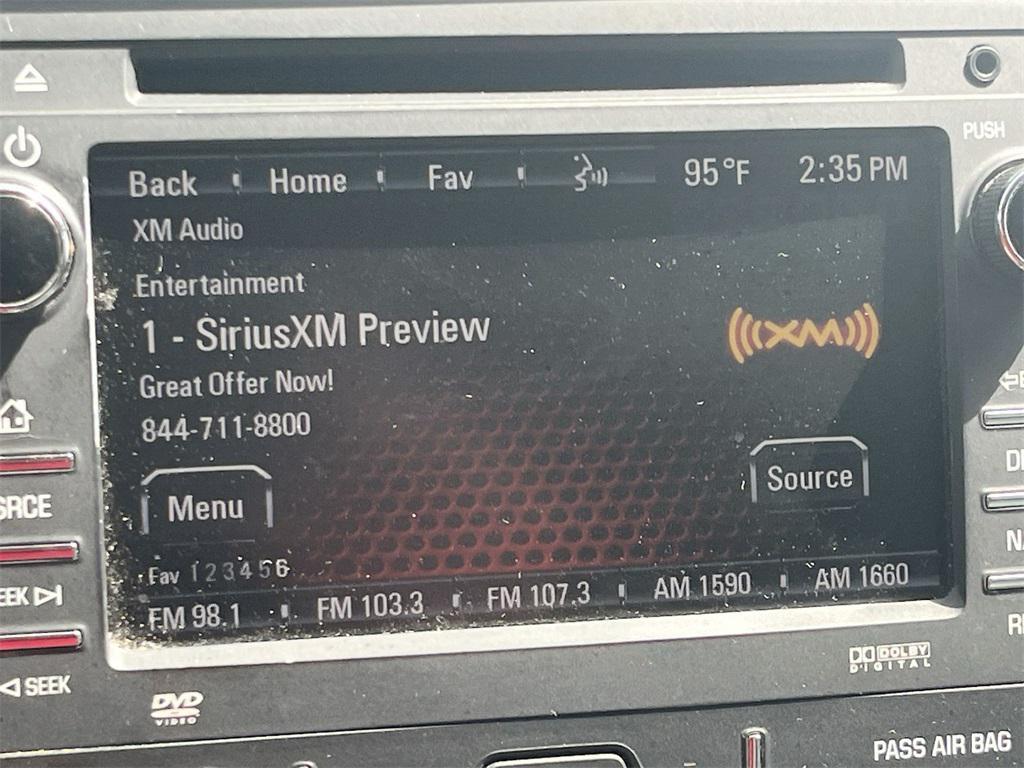 PUSH
Back Home Fav 95°F 2:35 PM
XM Audio
Entertainment
1 - SiriusXM Preview
XM
Great Offer Now!
844-711-8800
Menu
Source
SRCE
Fav 1 2 3 4 5 6
FM 98.1 FM 103.3 FM 107.3 AM 1590 AM 1660
SEEK
DOLBY
DIGITAL
DVD
VIDEO
PASS AIR BAG